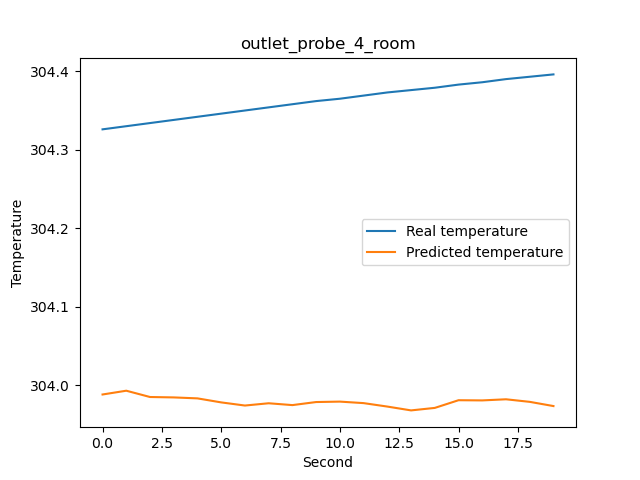 outlet_probe_4_room
304.4
304.3
304.2
304.1
304.0
Temperature
Real temperature
Predicted temperature
0.0 2.5 5.0 7.5 10.0 12.5 15.0 17.5
Second